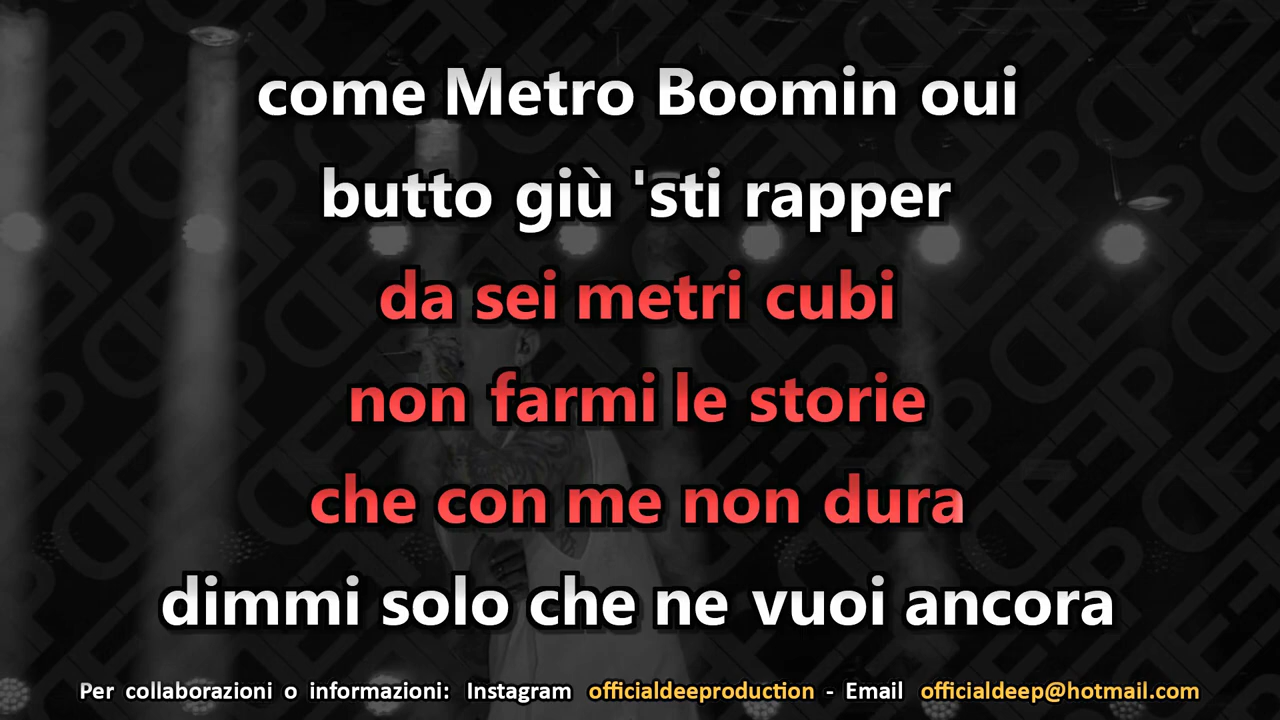 come Metro Boomin oui
butto giù 'sti rapper
da sei metri cubi
non farmi le storie
che con me non dura
dimmi solo che ne vuoi ancora
Per collaborazioni o informazioni: Instagram officialdeeproduction - Email officialdeep@hotmail.com